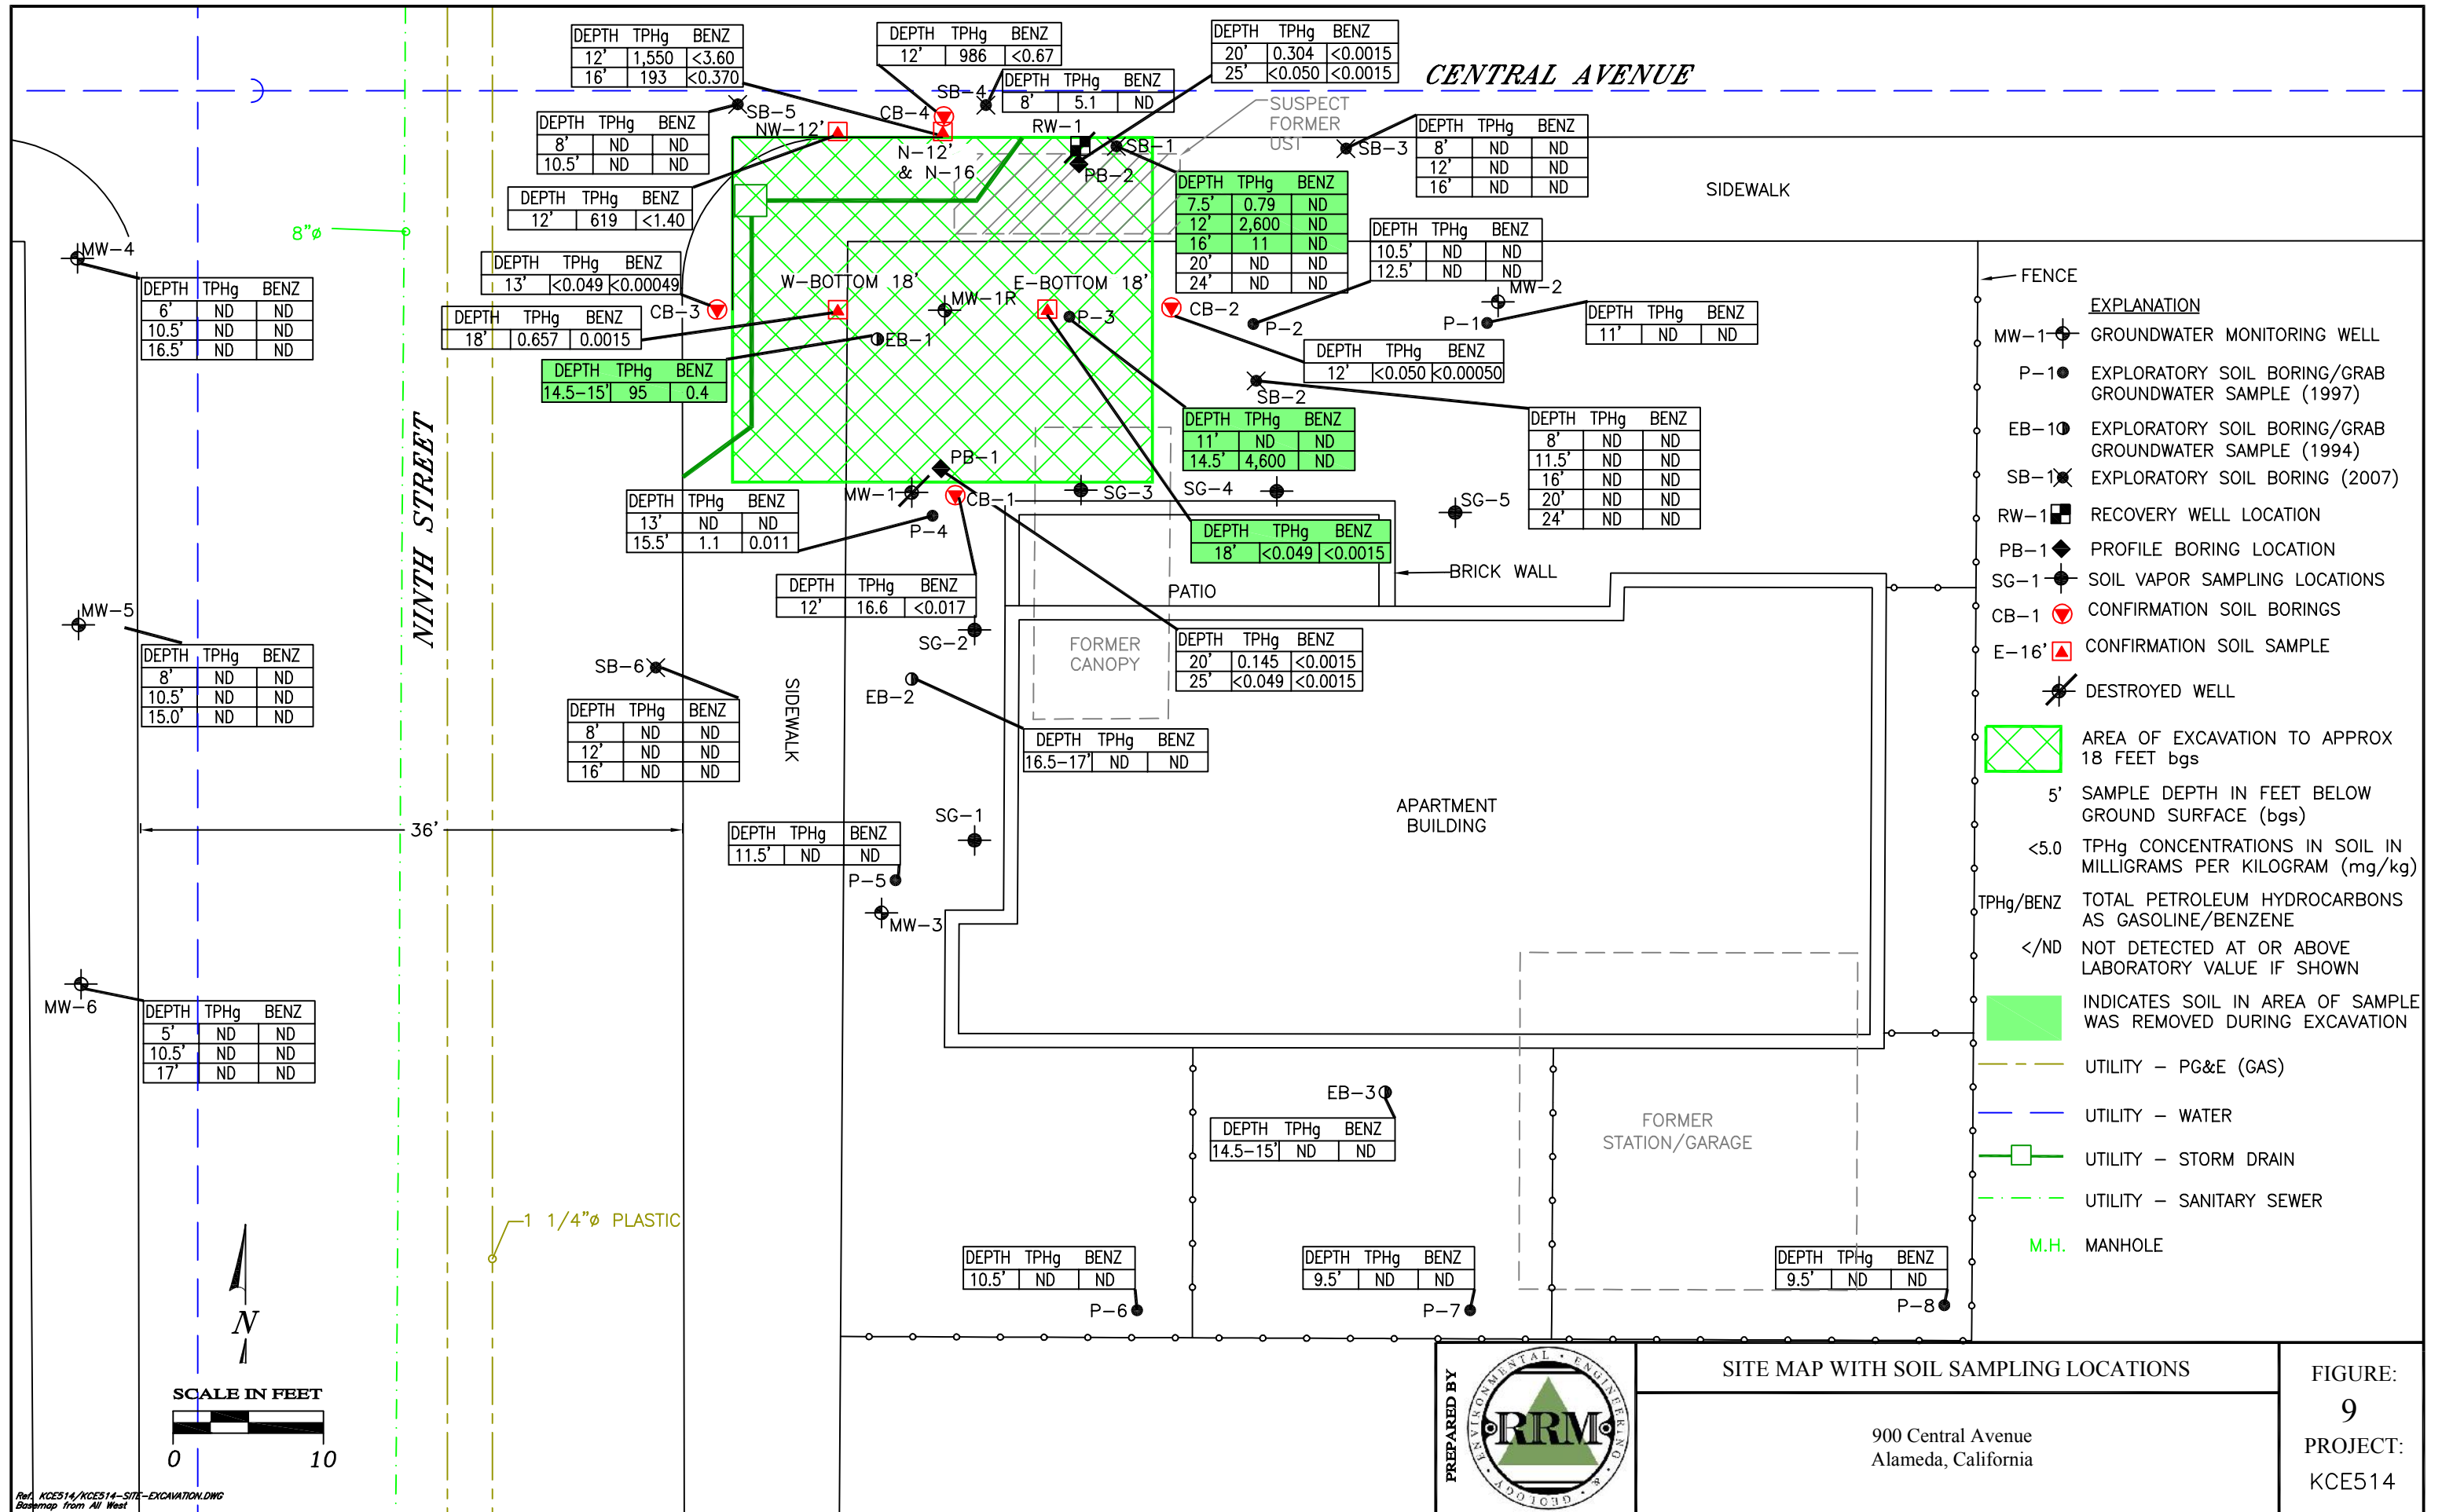 CENTRAL AVENUE
DEPTH TPHg BENZ
12' 1,550 <3.60
16' 193 <0.370
DEPTH TPHg BENZ
12' 986 <0.67
DEPTH TPHg BENZ
20' 0.304 <0.0015
25' <0.050 <0.0015
DEPTH TPHg BENZ
8' 5.1 ND
SB-4
CB-4
SB-5
DEPTH TPHg BENZ
8' ND ND
10.5' ND ND
NW-12'
N-12'
& N-16
RW-1
SB-1
PB-2
SUSPECT
FORMER
UST
SB-3
DEPTH TPHg BENZ
8' ND ND
12' ND ND
16' ND ND
SIDEWALK
DEPTH TPHg BENZ
7.5' 0.79 ND
12' 2,600 ND
16' 11 ND
20' ND ND
24' ND ND
DEPTH TPHg BENZ
12' 619 <1.40
8"ø
MW-4
DEPTH TPHg BENZ
6' ND ND
10.5' ND ND
16.5' ND ND
DEPTH TPHg BENZ
13' <0.049 <0.00049
CB-3
DEPTH TPHg BENZ
18' 0.657 0.0015
W-BOTTOM 18'
E-BOTTOM 18'
MW-1R
P-3
EB-1
DEPTH TPHg BENZ
14.5-15' 95 0.4
CB-2
P-2
DEPTH TPHg BENZ
10.5' ND ND
12.5' ND ND
MW-2
P-1
DEPTH TPHg BENZ
11' ND ND
DEPTH TPHg BENZ
12' <0.050 <0.00050
SB-2
DEPTH TPHg BENZ
8' ND ND
11.5' ND ND
16' ND ND
20' ND ND
24' ND ND
DEPTH TPHg BENZ
11' ND ND
14.5' 4,600 ND
NINTH STREET
PB-1
MW-1
CB-1
P-4
SG-3
SG-4
SG-5
DEPTH TPHg BENZ
13' ND ND
15.5' 1.1 0.011
DEPTH TPHg BENZ
18' <0.049 <0.0015
BRICK WALL
PATIO
DEPTH TPHg BENZ
12' 16.6 <0.017
MW-5
DEPTH TPHg BENZ
8' ND ND
10.5' ND ND
15.0' ND ND
SG-2
FORMER
CANOPY
DEPTH TPHg BENZ
20' 0.145 <0.0015
25' <0.049 <0.0015
SB-6
DEPTH TPHg BENZ
8' ND ND
12' ND ND
16' ND ND
SIDEWALK
EB-2
DEPTH TPHg BENZ
16.5-17' ND ND
36'
SG-1
APARTMENT
BUILDING
DEPTH TPHg BENZ
11.5' ND ND
P-5
MW-3
MW-6
DEPTH TPHg BENZ
5' ND ND
10.5' ND ND
17' ND ND
EB-3
DEPTH TPHg BENZ
14.5-15' ND ND
FORMER
STATION/GARAGE
1 1/4"ø PLASTIC
DEPTH TPHg BENZ
10.5' ND ND
P-6
DEPTH TPHg BENZ
9.5' ND ND
P-7
DEPTH TPHg BENZ
9.5' ND ND
P-8
FENCE
EXPLANATION
MW-1 GROUNDWATER MONITORING WELL
P-1 EXPLORATORY SOIL BORING/GRAB
GROUNDWATER SAMPLE (1997)
EB-1 EXPLORATORY SOIL BORING/GRAB
GROUNDWATER SAMPLE (1994)
SB-1 EXPLORATORY SOIL BORING (2007)
RW-1 RECOVERY WELL LOCATION
PB-1 PROFILE BORING LOCATION
SG-1 SOIL VAPOR SAMPLING LOCATIONS
CB-1 CONFIRMATION SOIL BORINGS
E-16' CONFIRMATION SOIL SAMPLE
DESTROYED WELL
AREA OF EXCAVATION TO APPROX
18 FEET bgs
5' SAMPLE DEPTH IN FEET BELOW
GROUND SURFACE (bgs)
<5.0 TPHg CONCENTRATIONS IN SOIL IN
MILLIGRAMS PER KILOGRAM (mg/kg)
TPHg/BENZ TOTAL PETROLEUM HYDROCARBONS
AS GASOLINE/BENZENE
</ND NOT DETECTED AT OR ABOVE
LABORATORY VALUE IF SHOWN
INDICATES SOIL IN AREA OF SAMPLE
WAS REMOVED DURING EXCAVATION
UTILITY - PG&E (GAS)
UTILITY - WATER
UTILITY - STORM DRAIN
UTILITY - SANITARY SEWER
M.H. MANHOLE
N
SCALE IN FEET
0 10
Ref. KCE514/KCE514-SITE-EXCAVATION.DWG
Basemap from All West
PREPARED BY
RRM
ENVIRONMENTAL • ENGINEERING • & GEOLOGY •
SITE MAP WITH SOIL SAMPLING LOCATIONS
900 Central Avenue
Alameda, California
FIGURE:
9
PROJECT:
KCE514